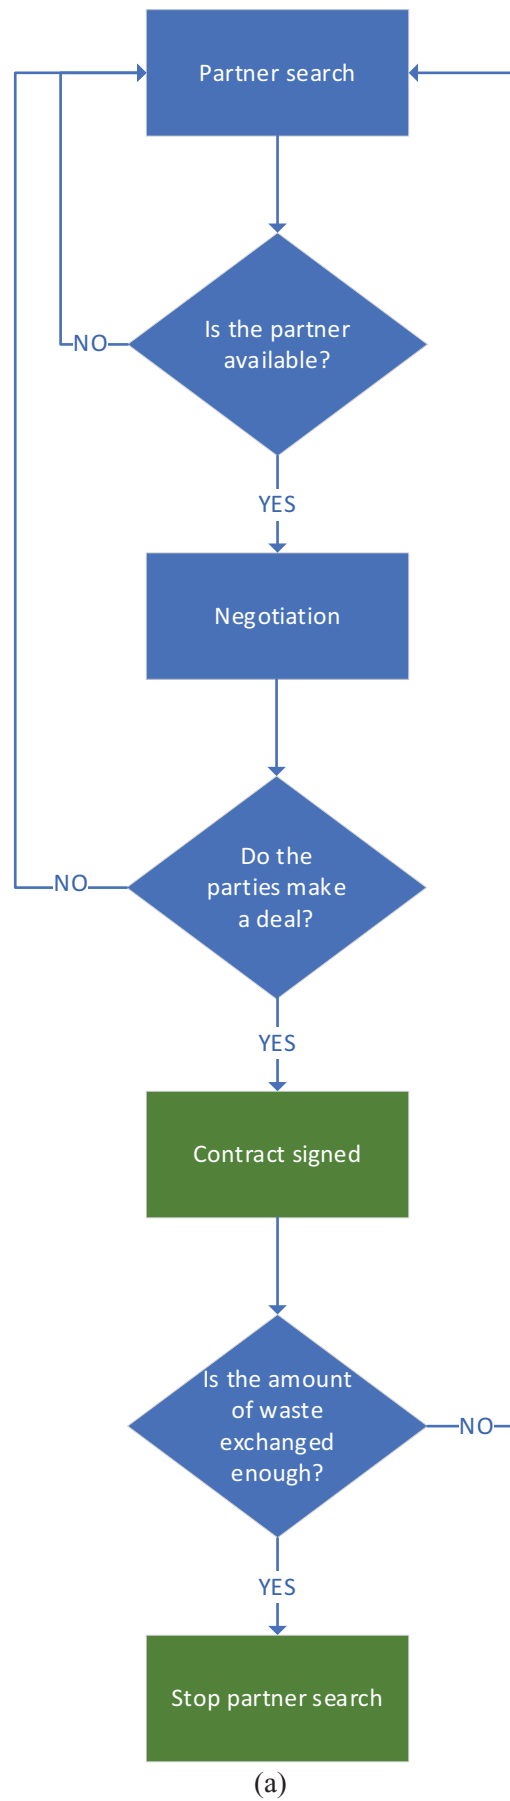 Partner search
Is the partner
available?
NO
YES
Negotiation
Do the
parties make
a deal?
NO
YES
Contract signed
Is the amount
of waste
exchanged
enough?
NO
YES
Stop partner search
(a)